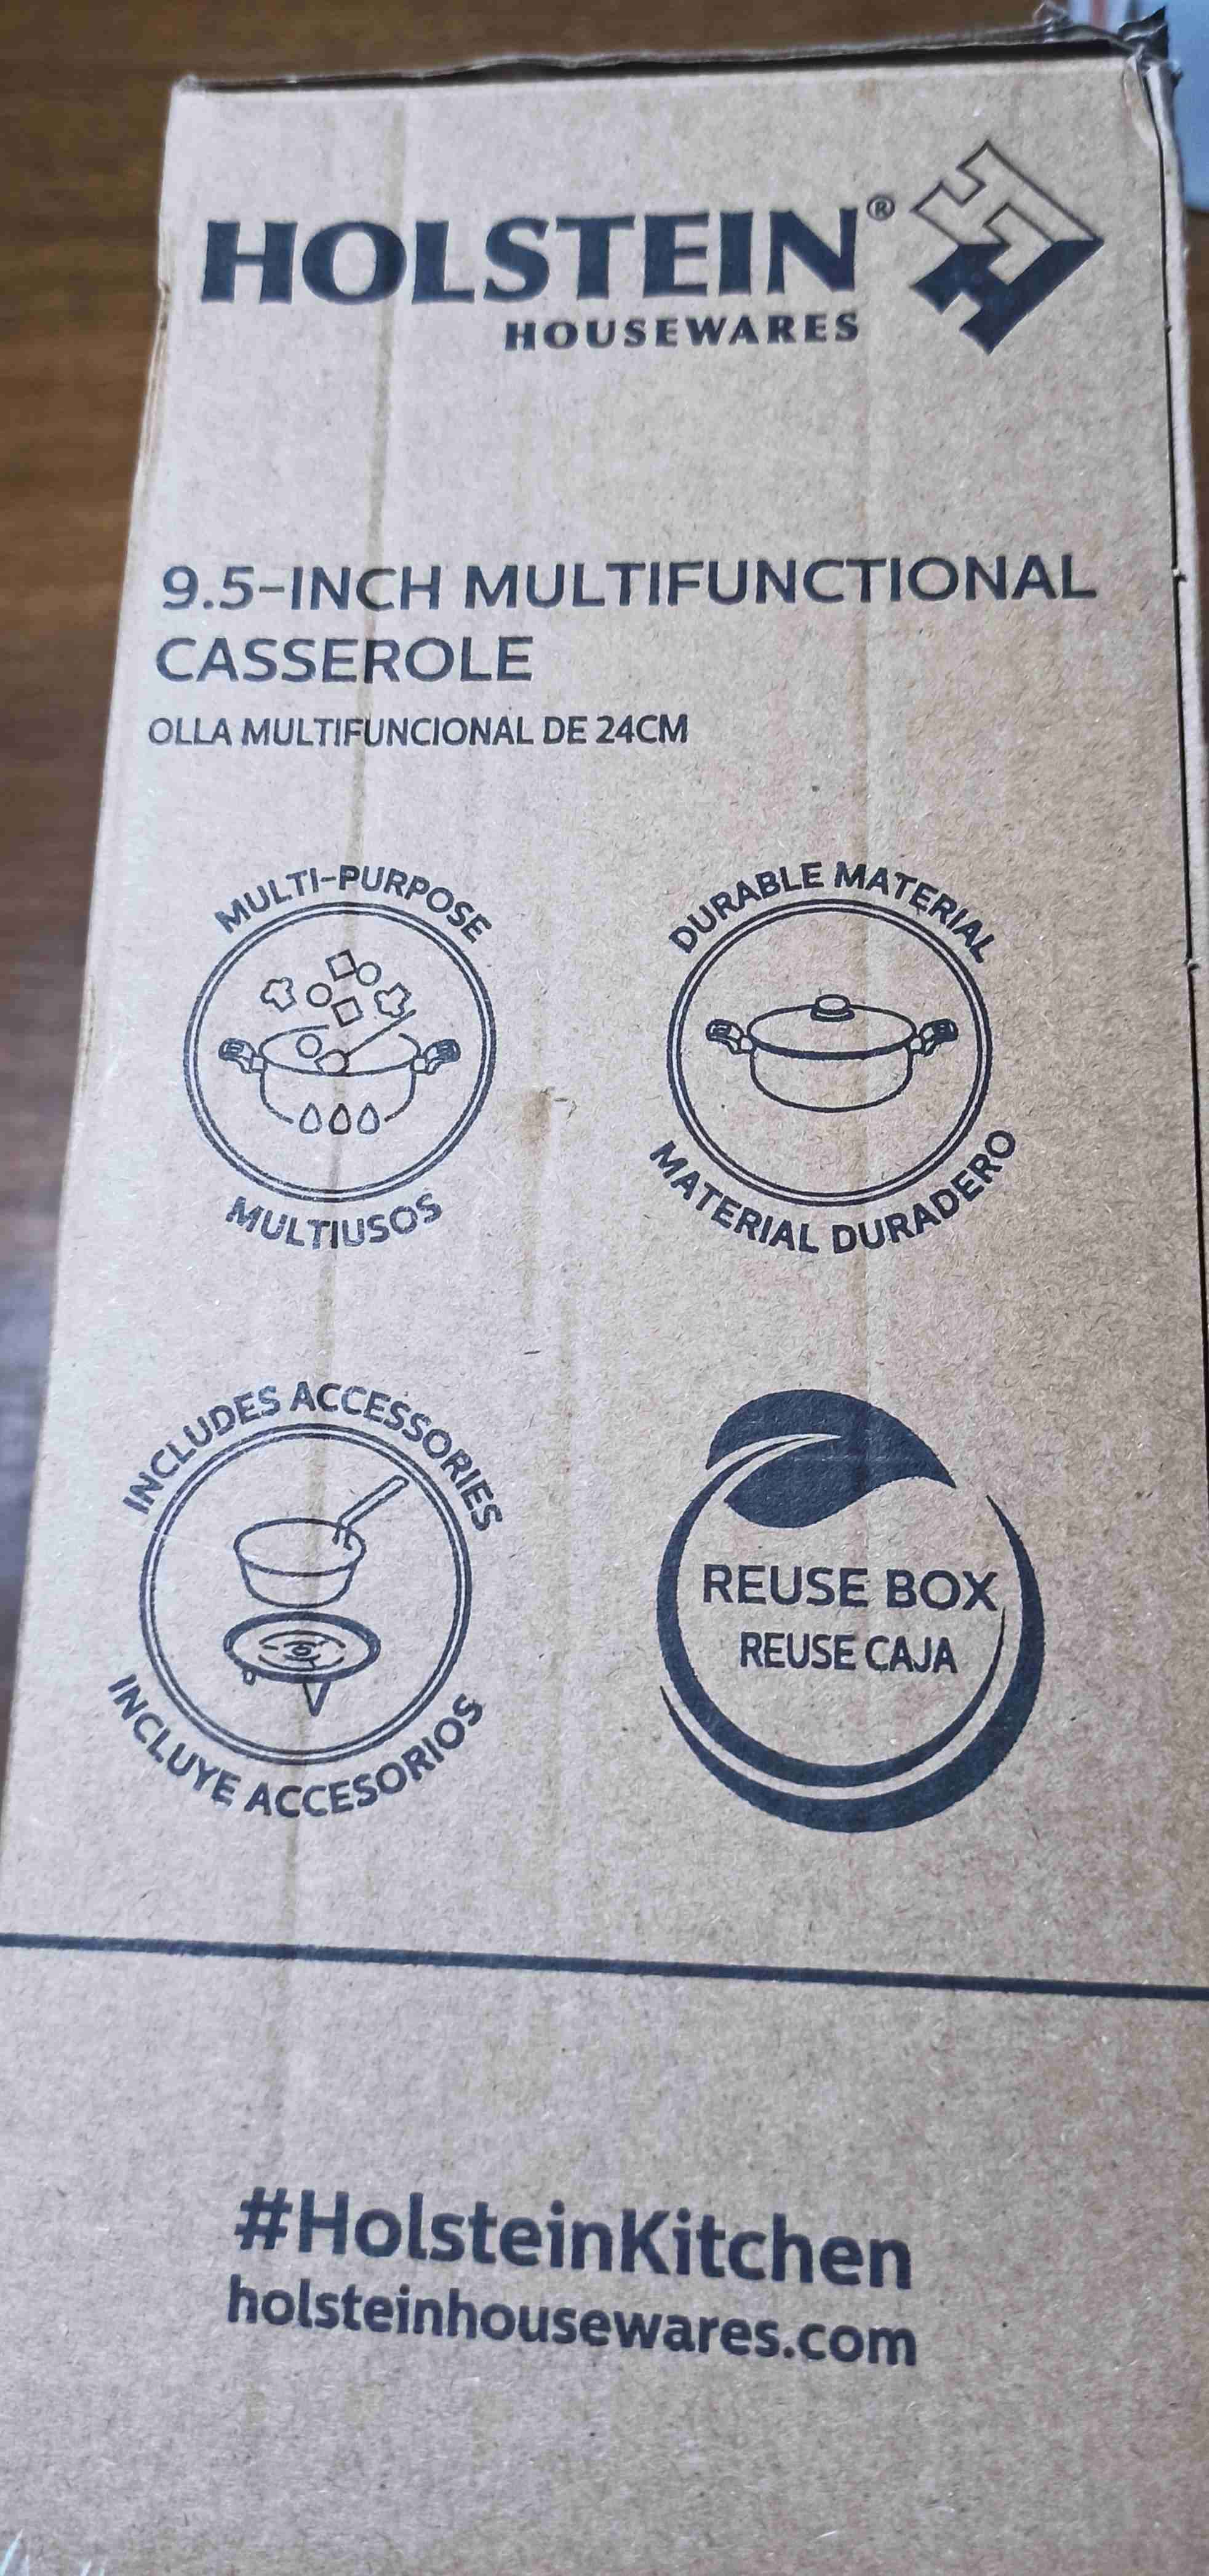 HOLSTEIN®
HOUSEWARES
9.5-INCH MULTIFUNCTIONAL
CASSEROLE
OLLA MULTIFUNCIONAL DE 24CM
MULTI-PURPOSE
MULTIUSOS
DURABLE MATERIAL
MATERIAL DURADERO
INCLUDES ACCESSORIES
INCLUYE ACCESORIOS
REUSE BOX
REUSE CAJA
#HolsteinKitchen
holsteinhousewares.com